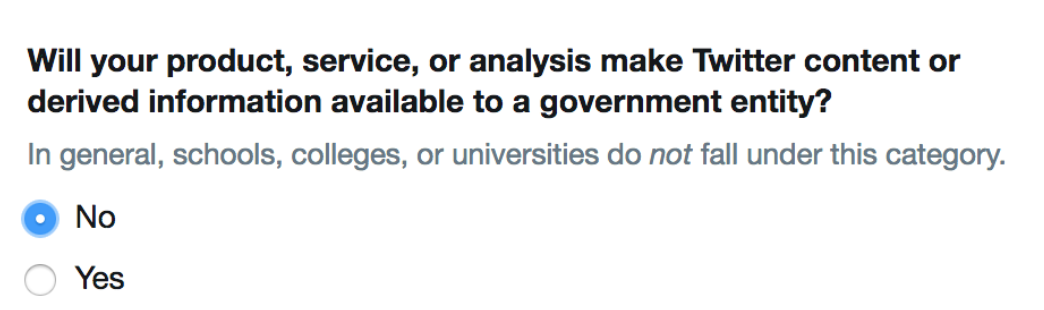 Will your product, service, or analysis make Twitter content or
derived information available to a government entity?
In general, schools, colleges, or universities do not fall under this category.
No
Yes